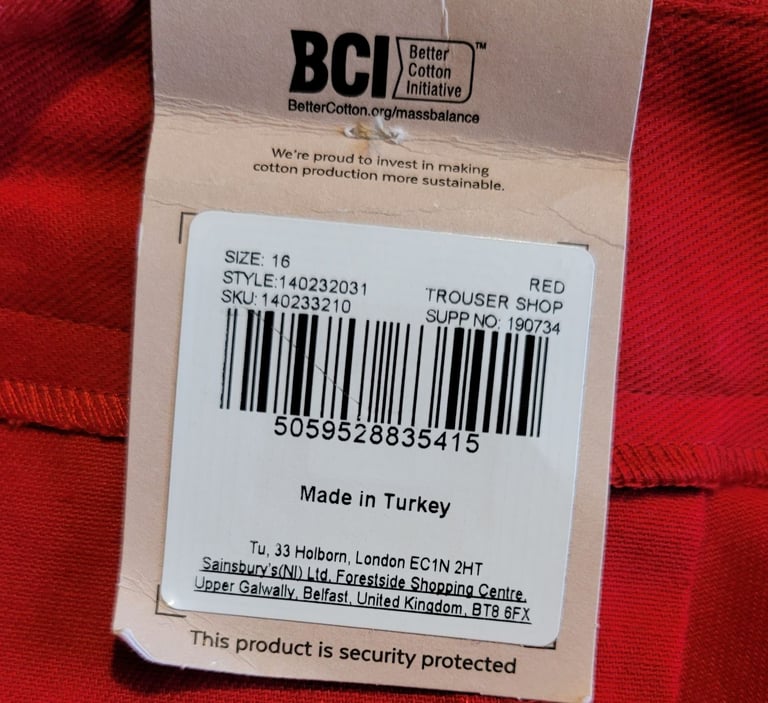 BCI
Better
Cotton
Initiative
™
BetterCotton.org/massbalance
We're proud to invest in making
cotton production more sustainable.
SIZE: 16
RED
STYLE:140232031
TROUSER SHOP
SKU: 140233210
SUPP NO: 190734
5059528835415
Made in Turkey
Tu, 33 Holborn, London EC1N 2HT
Sainsbury's(NI) Ltd, Forestside Shopping Centre,
Upper Galwally, Belfast, United Kingdom, BT8 6FX
This product is security protected